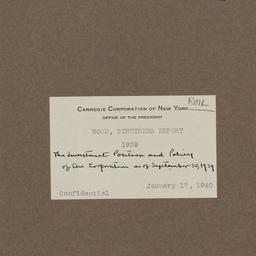 CARNEGIE CORPORATION OF NEW YORK
OFFICE OF THE PRESIDENT
WOOD, STRUTHERS REPORT
1939
The Investment Position and Policy
of the Corporation as of September 30, 1939
January 17, 1940
Confidential